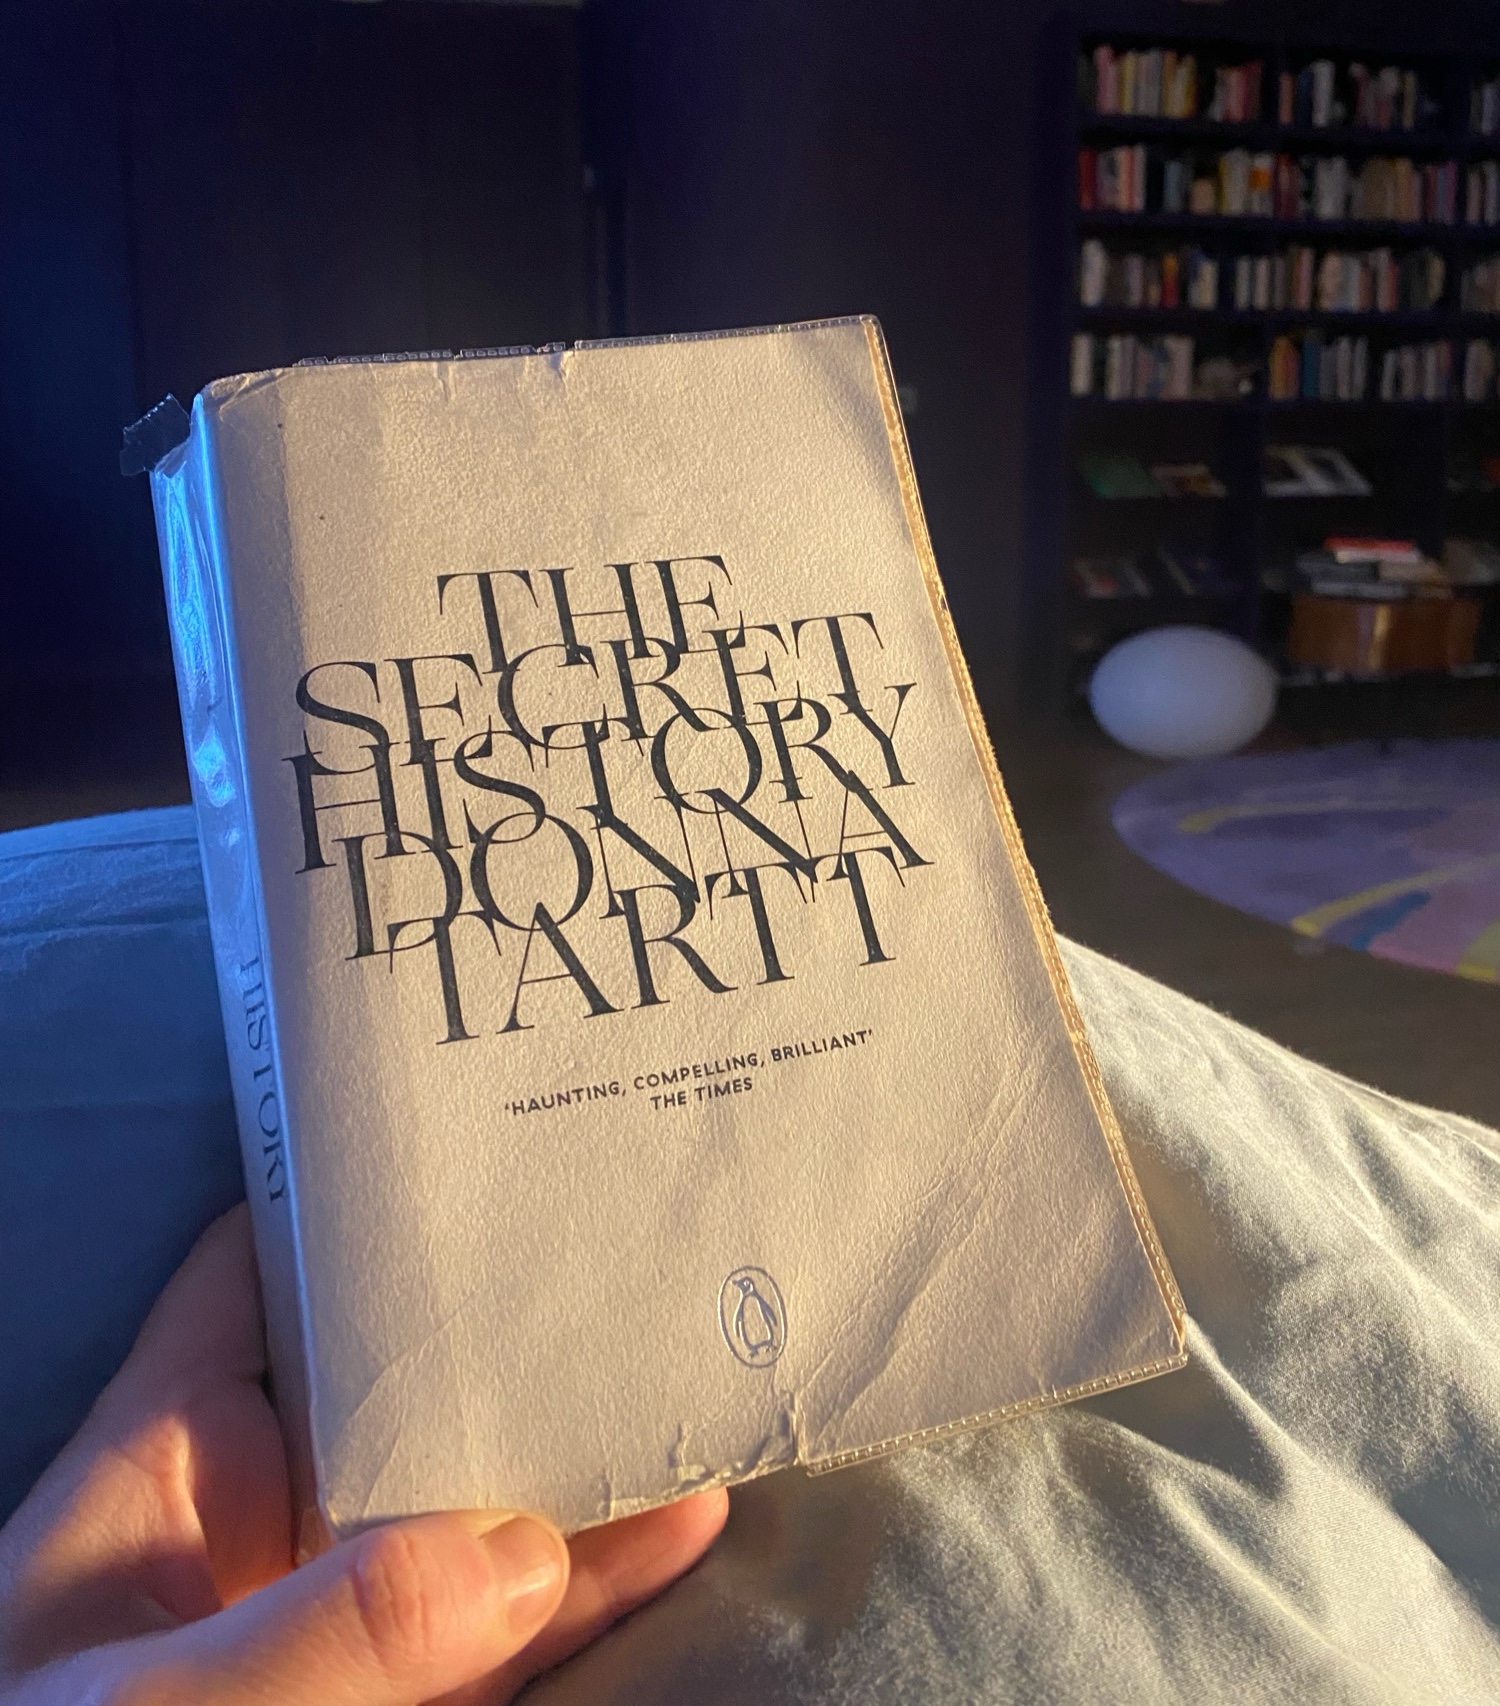 THE
SECRET
HISTORY
DONNA
TARTT
‘HAUNTING, COMPELLING, BRILLIANT’
THE TIMES
HISTORY